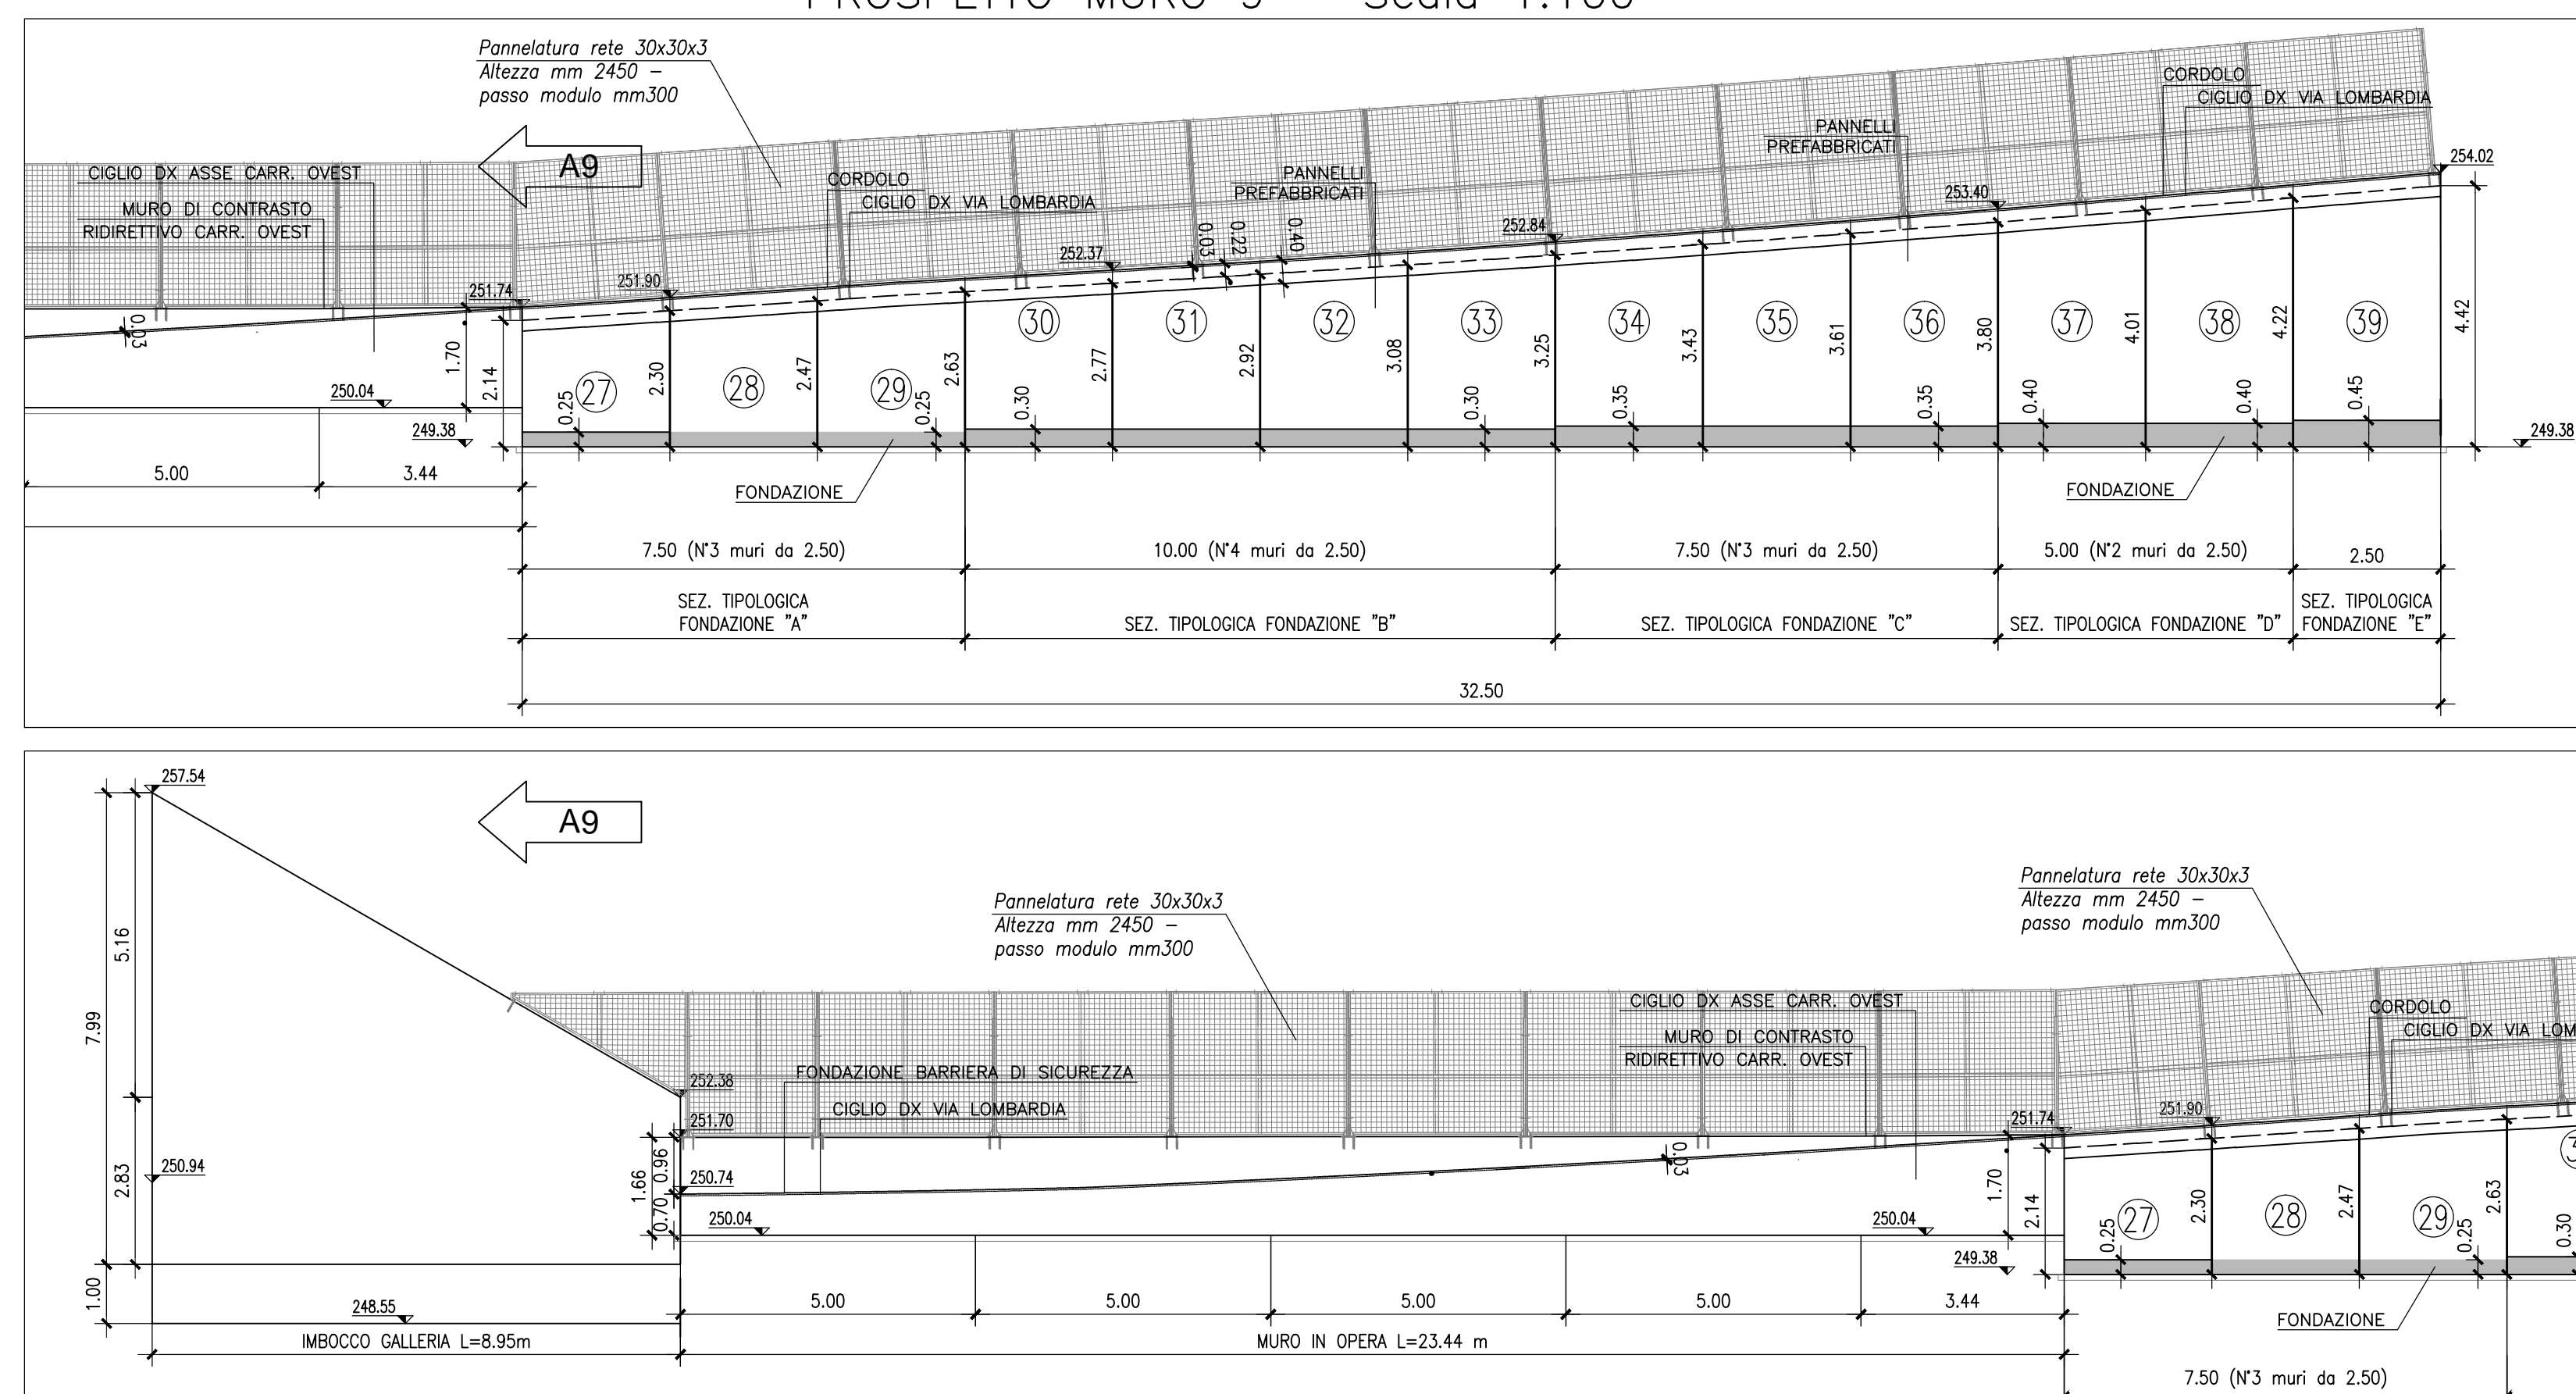 Pannelatura rete 30x30x3
Altezza mm 2450 –
passo modulo mm300
A9
CIGLIO DX ASSE CARR. OVEST
MURO DI CONTRASTO
RIDIRETTIVO CARR. OVEST
CORDOLO
CIGLIO DX VIA LOMBARDIA
PANNELLI
PREFABBRICATI
PANNELLI
PREFABBRICATI
CORDOLO
CIGLIO DX VIA LOMBARDIA
254.02
253.40
252.84
252.37
251.90
251.74
0.03
0.22
0.40
0.03
1.70
2.14
2.30
2.47
2.63
2.77
2.92
3.08
3.25
3.43
3.61
3.80
4.01
4.22
4.42
27
28
29
30
31
32
33
34
35
36
37
38
39
0.25
0.25
0.30
0.30
0.35
0.35
0.40
0.40
0.45
250.04
249.38
249.38
5.00
3.44
FONDAZIONE
FONDAZIONE
7.50 (N°3 muri da 2.50)
10.00 (N°4 muri da 2.50)
7.50 (N°3 muri da 2.50)
5.00 (N°2 muri da 2.50)
2.50
SEZ. TIPOLOGICA
FONDAZIONE "A"
SEZ. TIPOLOGICA FONDAZIONE "B"
SEZ. TIPOLOGICA FONDAZIONE "C"
SEZ. TIPOLOGICA FONDAZIONE "D"
SEZ. TIPOLOGICA
FONDAZIONE "E"
32.50
257.54
A9
5.16
7.99
2.83
250.94
1.00
248.55
IMBOCCO GALLERIA L=8.95m
Pannelatura rete 30x30x3
Altezza mm 2450 –
passo modulo mm300
Pannelatura rete 30x30x3
Altezza mm 2450 –
passo modulo mm300
CIGLIO DX ASSE CARR. OVEST
MURO DI CONTRASTO
RIDIRETTIVO CARR. OVEST
CORDOLO
CIGLIO DX VIA LOM
FONDAZIONE BARRIERA DI SICUREZZA
CIGLIO DX VIA LOMBARDIA
252.38
251.70
250.74
0.96
1.66
0.70
250.04
250.04
0.03
251.74
251.90
1.70
2.14
2.30
2.47
2.63
249.38
27
28
29
0.25
0.25
0.30
5.00
5.00
5.00
5.00
3.44
MURO IN OPERA L=23.44 m
FONDAZIONE
7.50 (N°3 muri da 2.50)